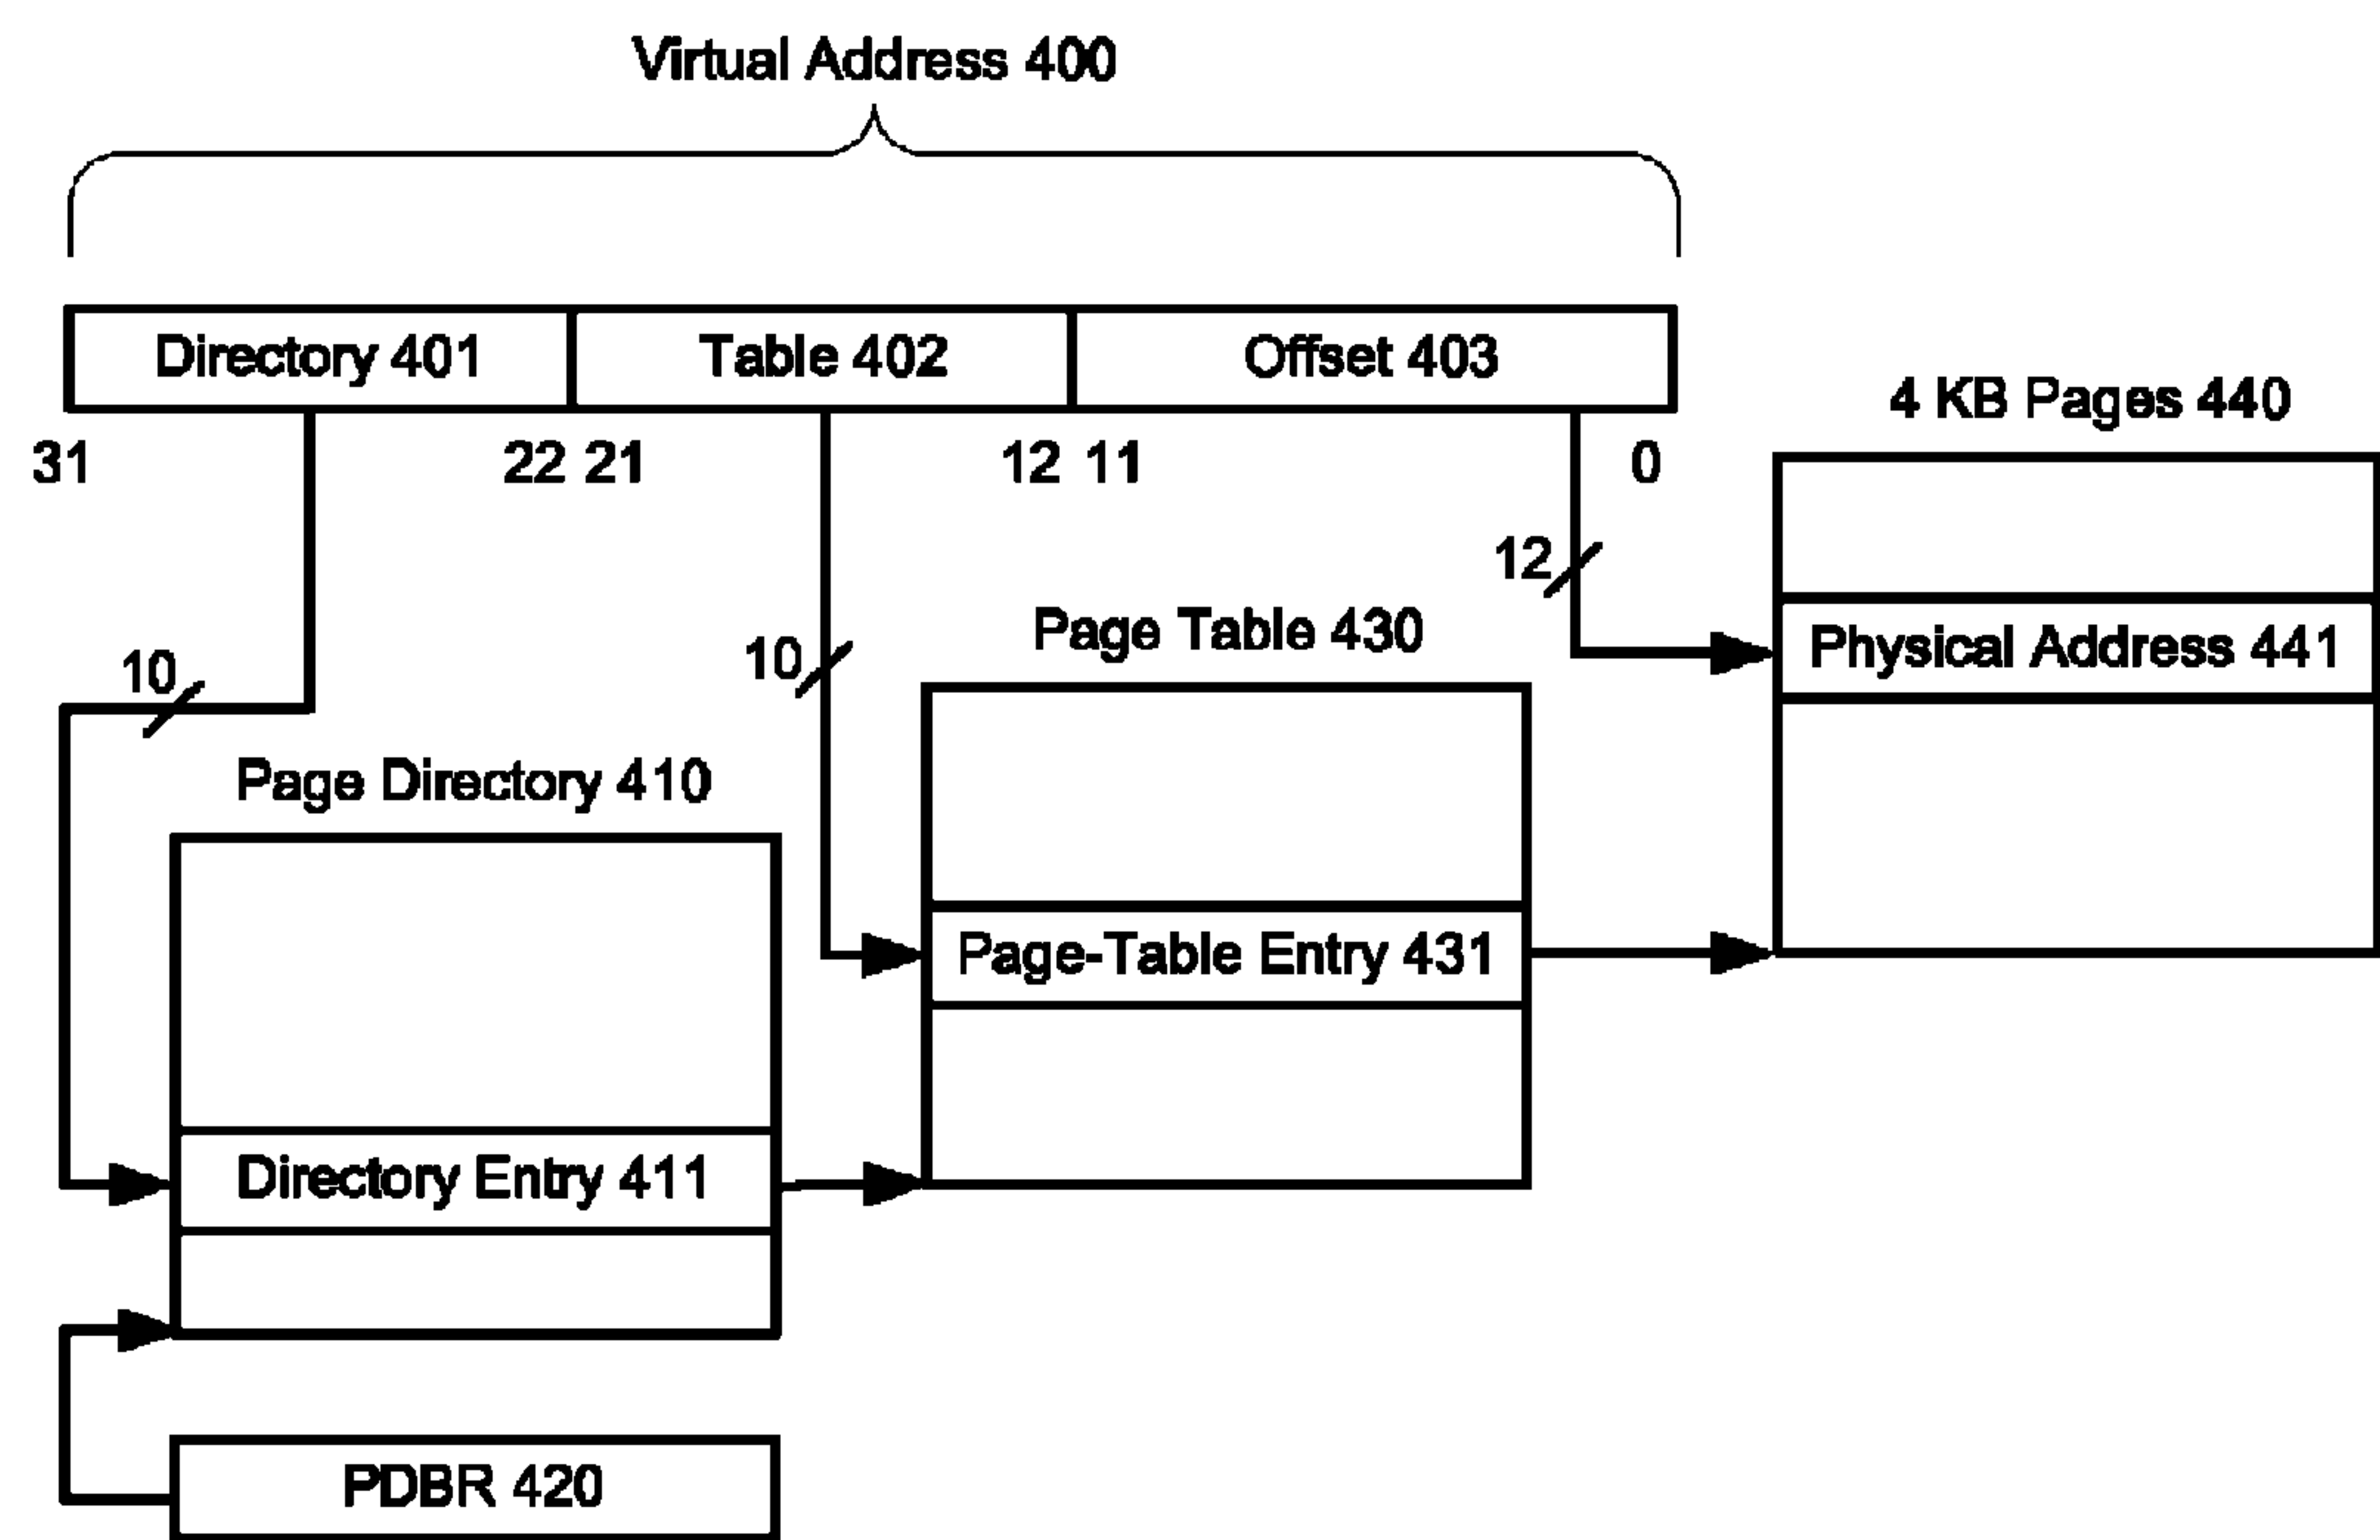 Virtual Address 400
Directory 401 Table 402 Offset 403
4 KB Pages 440
31 22 21 12 11 0
12
Page Table 430
Physical Address 441
10
10
Page Directory 410
Page-Table Entry 431
Directory Entry 411
PDBR 420